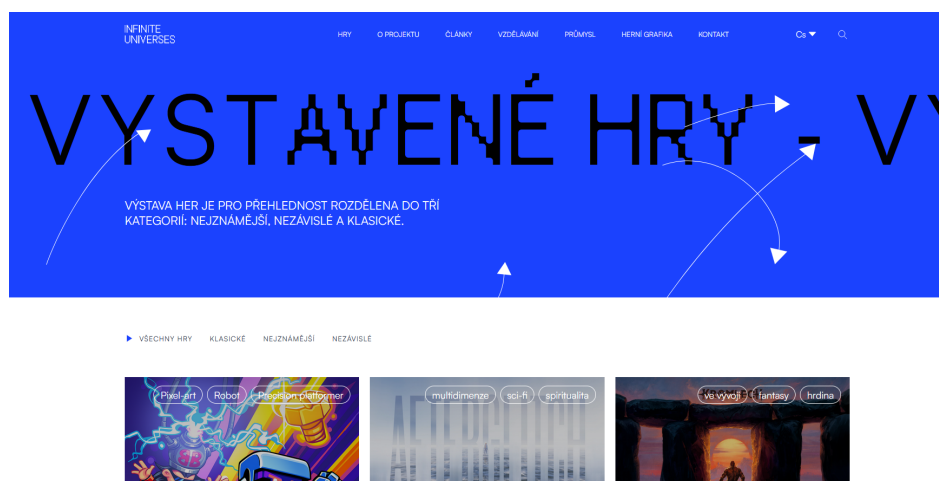 INFINITE
UNIVERSES
HRY O PROJEKTU ČLÁNKY VZDĚLÁVÁNÍ PRŮMYSL HERNÍ GRAFIKA KONTAKT Cs
VYSTAVENÉ HRY - V
VÝSTAVA HER JE PRO PŘEHLEDNOST ROZDĚLENA DO TŘÍ
KATEGORIÍ: NEJZNÁMĚJŠÍ, NEZÁVISLÉ A KLASICKÉ.
VŠECHNY HRY KLASICKÉ NEJZNÁMĚJŠÍ NEZÁVISLÉ
Pixel-art Robot Precision platformer
multidimenze sci-fi spiritualita
ve vývoji fantasy hrdina
SB